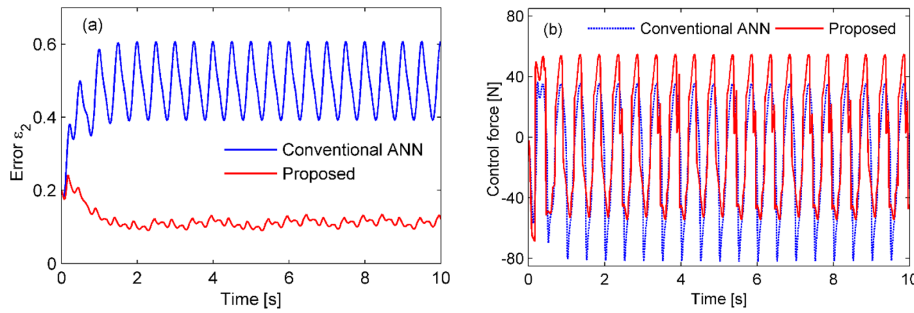 (a)
0.6
0.4
0.2
0
Error ε2
Conventional ANN
Proposed
0 2 4 6 8 10
Time [s]
(b)
Conventional ANN Proposed
80
40
0
-40
-80
Control force [N]
0 2 4 6 8 10
Time [s]